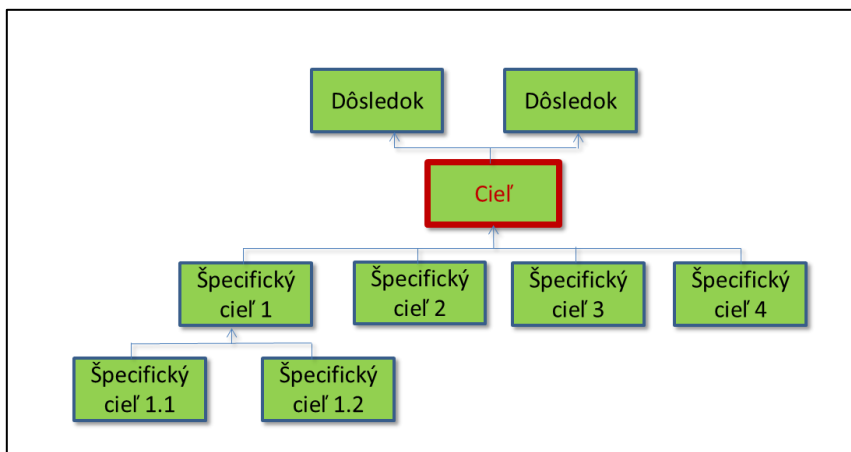 Dôsledok
Dôsledok
Cieľ
Špecifický
cieľ 1
Špecifický
cieľ 2
Špecifický
cieľ 3
Špecifický
cieľ 4
Špecifický
cieľ 1.1
Špecifický
cieľ 1.2